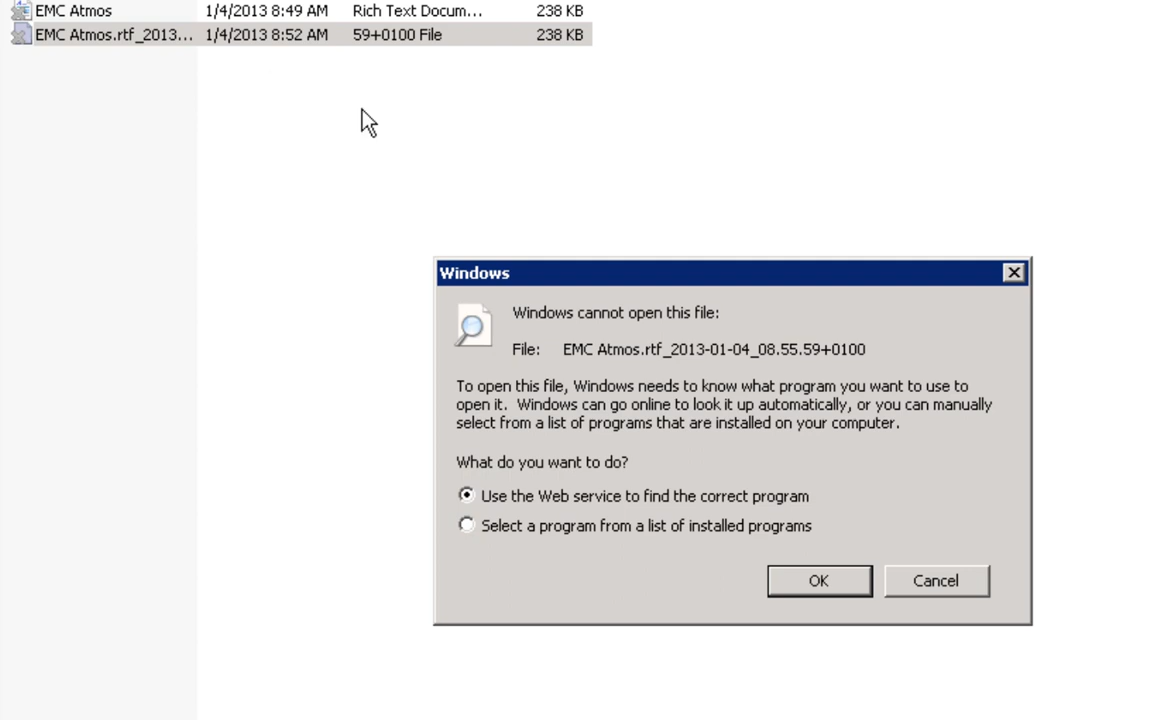 EMC Atmos 1/4/2013 8:49 AM Rich Text Docum... 238 KB
EMC Atmos.rtf_2013... 1/4/2013 8:52 AM 59+0100 File 238 KB
Windows
Windows cannot open this file:
File: EMC Atmos.rtf_2013-01-04_08.55.59+0100
To open this file, Windows needs to know what program you want to use to
open it. Windows can go online to look it up automatically, or you can manually
select from a list of programs that are installed on your computer.
What do you want to do?
Use the Web service to find the correct program
Select a program from a list of installed programs
OK Cancel